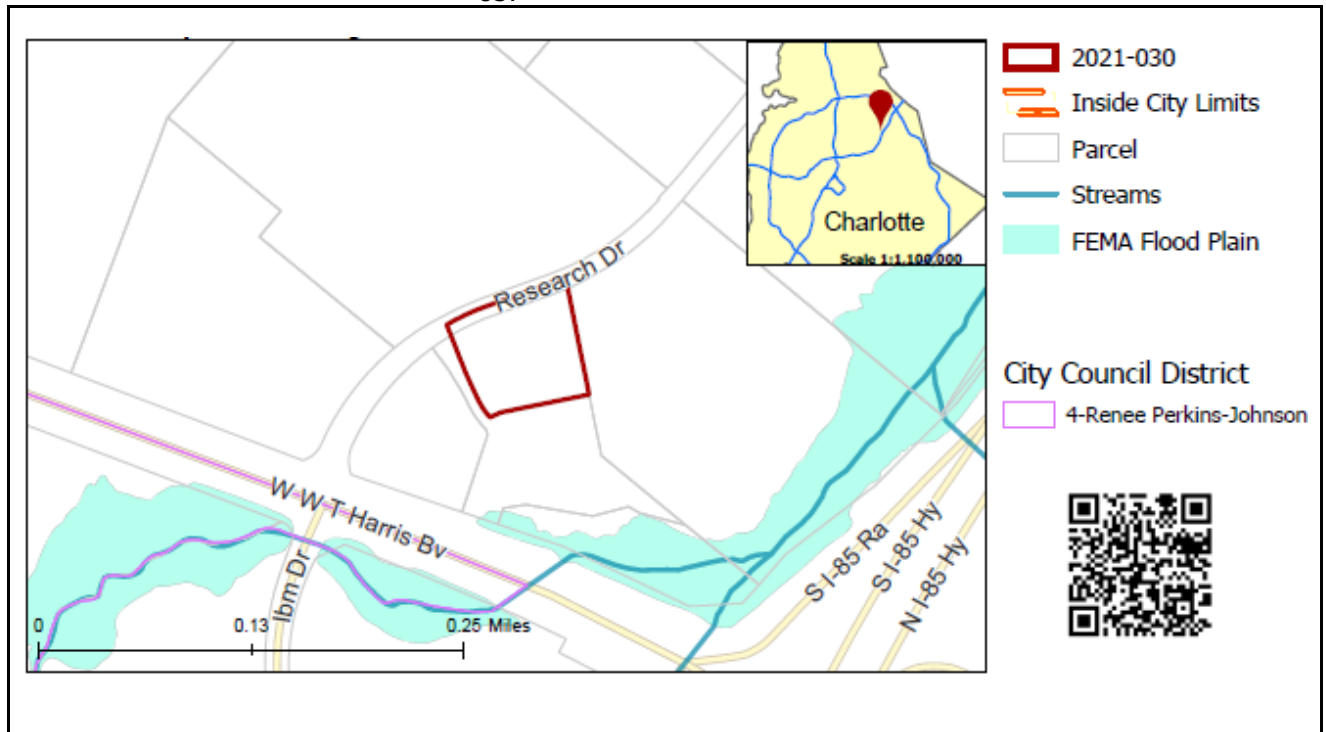 2021-030
Inside City Limits
Parcel
Streams
FEMA Flood Plain
City Council District
4-Renee Perkins-Johnson
Charlotte
Scale 1:1,100,000
Research Dr
W W T Harris Bv
Ibm Dr
S I-85 Ra
S I-85 Hy
N I-85 Hy
0 0.13 0.25 Miles